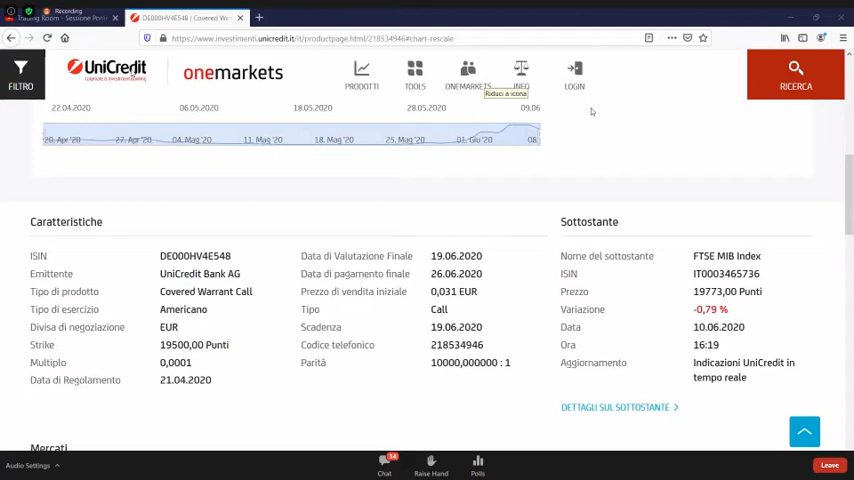 Recording
Trading Room - Sessione Pom
DE000HV4E548 | Covered War
https://www.investimenti.unicredit.it/it/productpage.html/218534946#chart-rescale
FILTRO
UniCredit
onemarkets
PRODOTTI
TOOLS
ONEMARKETS
INFO
LOGIN
RICERCA
Riduci a icona
22.04.2020 06.05.2020 18.05.2020 28.05.2020 09.06
20. Apr '20 27. Apr '20 04. Mag '20 11. Mag '20 18. Mag '20 25. Mag '20 01. Giu '20 08.
Caratteristiche
ISIN DE000HV4E548
Emittente UniCredit Bank AG
Tipo di prodotto Covered Warrant Call
Tipo di esercizio Americano
Divisa di negoziazione EUR
Strike 19500,00 Punti
Multiplo 0,0001
Data di Regolamento 21.04.2020
Data di Valutazione Finale 19.06.2020
Data di pagamento finale 26.06.2020
Prezzo di vendita iniziale 0,031 EUR
Tipo Call
Scadenza 19.06.2020
Codice telefonico 218534946
Parità 10000,000000 : 1
Sottostante
Nome del sottostante FTSE MIB Index
ISIN IT0003465736
Prezzo 19773,00 Punti
Variazione -0,79 %
Data 10.06.2020
Ora 16:19
Aggiornamento Indicazioni UniCredit in
tempo reale
DETTAGLI SUL SOTTOSTANTE
Mercati
Audio Settings
14
Chat
Raise Hand
Polls
Leave